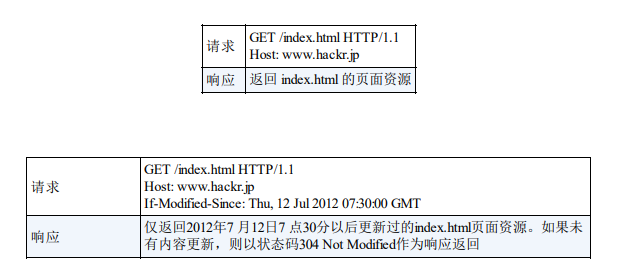 请求
GET /index.html HTTP/1.1
Host: www.hackr.jp
响应
返回 index.html 的页面资源
请求
GET /index.html HTTP/1.1
Host: www.hackr.jp
If-Modified-Since: Thu, 12 Jul 2012 07:30:00 GMT
响应
仅返回2012年7 月12日7 点30分以后更新过的index.html页面资源。如果未
有内容更新，则以状态码304 Not Modified作为响应返回